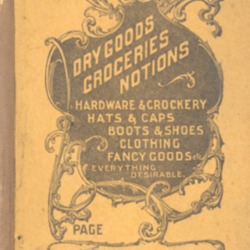 DRY GOODS
GROCERIES
NOTIONS
HARDWARE & CROCKERY
HATS & CAPS
BOOTS & SHOES
CLOTHING
FANCY GOODS etc
EVERYTHING
DESIRABLE.
PAGE